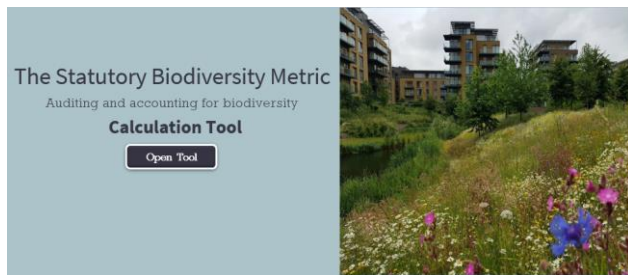 The Statutory Biodiversity Metric
Auditing and accounting for biodiversity
Calculation Tool
Open Tool